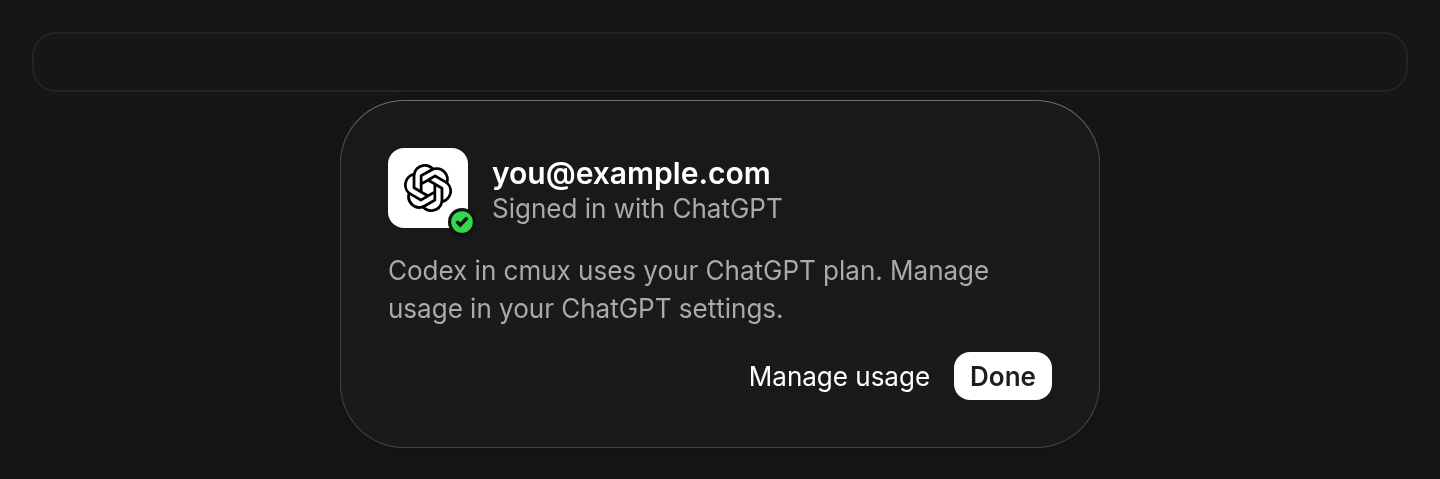 you@example.com
Signed in with ChatGPT
Codex in cmux uses your ChatGPT plan. Manage
usage in your ChatGPT settings.
Manage usage
Done